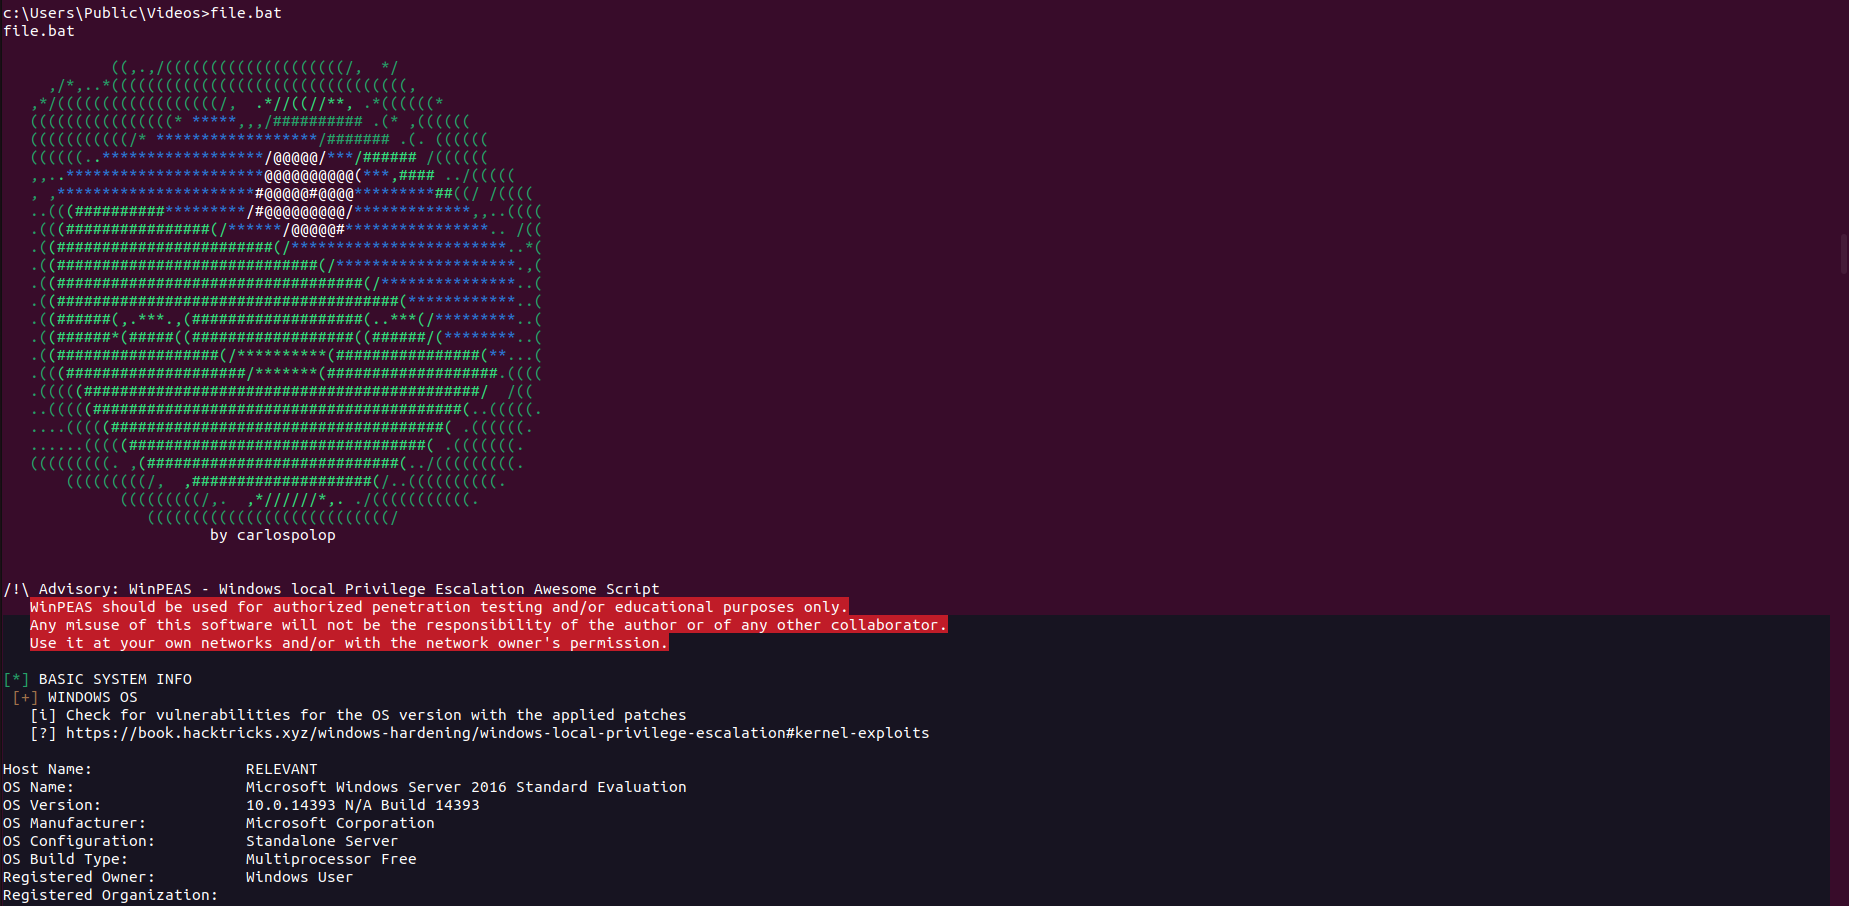 c:\Users\Public\Videos>file.bat
file.bat
by carlospolop
/!\ Advisory: WinPEAS - Windows local Privilege Escalation Awesome Script
WinPEAS should be used for authorized penetration testing and/or educational purposes only.
Any misuse of this software will not be the responsibility of the author or of any other collaborator.
Use it at your own networks and/or with the network owner's permission.
[*] BASIC SYSTEM INFO
[+] WINDOWS OS
[i] Check for vulnerabilities for the OS version with the applied patches
[?] https://book.hacktricks.xyz/windows-hardening/windows-local-privilege-escalation#kernel-exploits
Host Name: RELEVANT
OS Name: Microsoft Windows Server 2016 Standard Evaluation
OS Version: 10.0.14393 N/A Build 14393
OS Manufacturer: Microsoft Corporation
OS Configuration: Standalone Server
OS Build Type: Multiprocessor Free
Registered Owner: Windows User
Registered Organization: